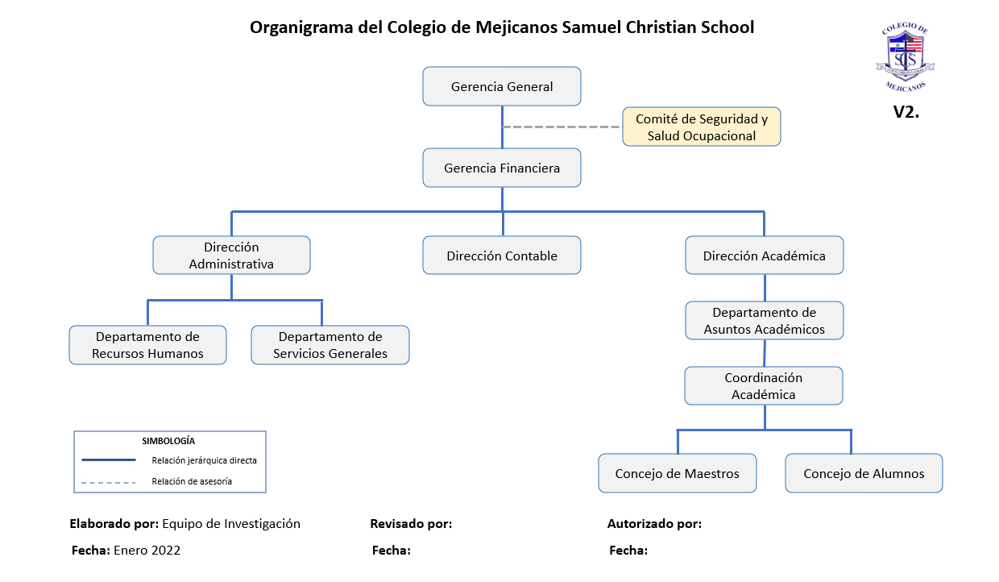 Organigrama del Colegio de Mejicanos Samuel Christian School
COLEGIO DE
SCS
MEJICANOS
V2.
Gerencia General
Comité de Seguridad y
Salud Ocupacional
Gerencia Financiera
Dirección
Administrativa
Dirección Contable
Dirección Académica
Departamento de
Asuntos Académicos
Departamento de
Recursos Humanos
Departamento de
Servicios Generales
Coordinación
Académica
Concejo de Maestros
Concejo de Alumnos
SIMBOLOGÍA
Relación jerárquica directa
Relación de asesoría
Elaborado por: Equipo de Investigación
Revisado por:
Autorizado por:
Fecha: Enero 2022
Fecha:
Fecha: